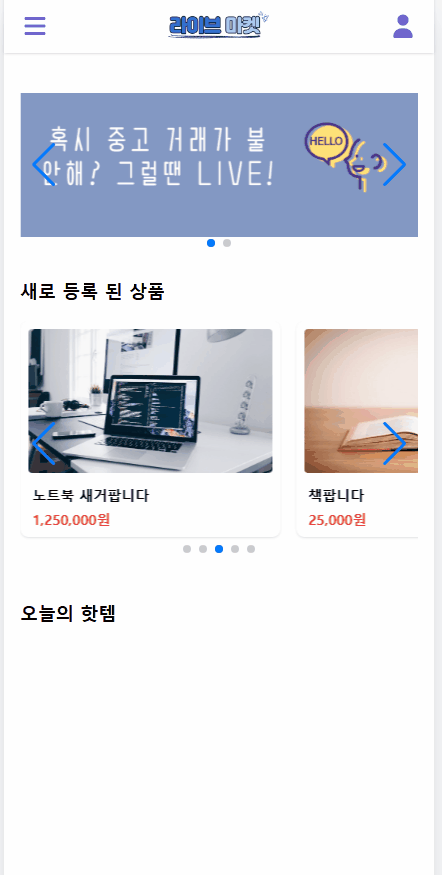 라이브 마켓
혹시 중고 거래가 불
안해? 그럴땐 LIVE!
HELLO
새로 등록 된 상품
노트북 새거팝니다
1,250,000원
책팝니다
25,000원
오늘의 핫템